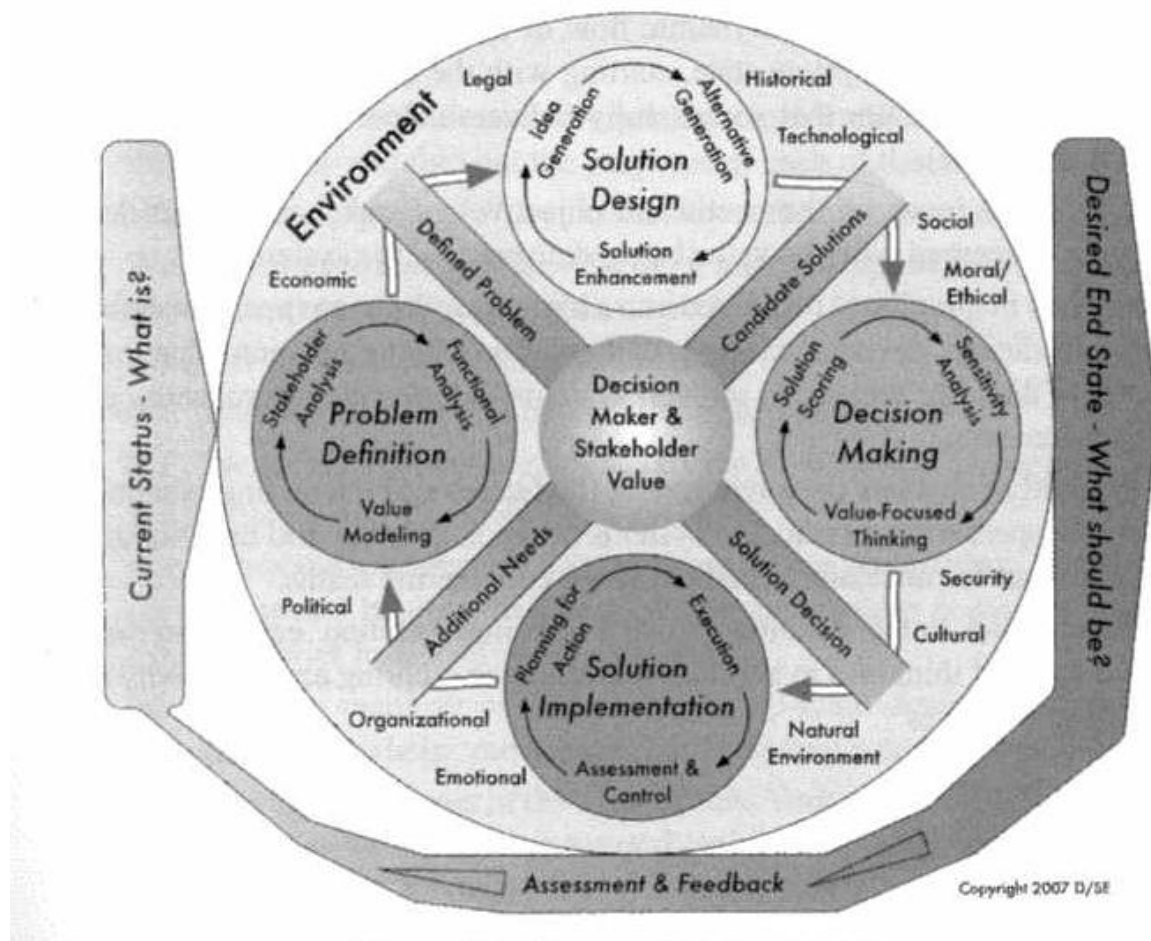 Environment
Legal
Historical
Technological
Social
Moral/
Ethical
Security
Cultural
Natural
Environment
Emotional
Organizational
Political
Economic
Idea
Generation
Alternative
Generation
Solution
Design
Solution
Enhancement
Defined Problem
Candidate Solutions
Stakeholder
Analysis
Functional
Analysis
Problem
Definition
Value
Modeling
Decision
Maker &
Stakeholder
Value
Solution
Scoring
Sensitivity
Analysis
Decision
Making
Value-Focused
Thinking
Additional Needs
Solution Decision
Planning for
Action
Execution
Solution
Implementation
Assessment &
Control
Current Status - What is?
Desired End State - What should be?
Assessment & Feedback
Copyright 2007 D/SE